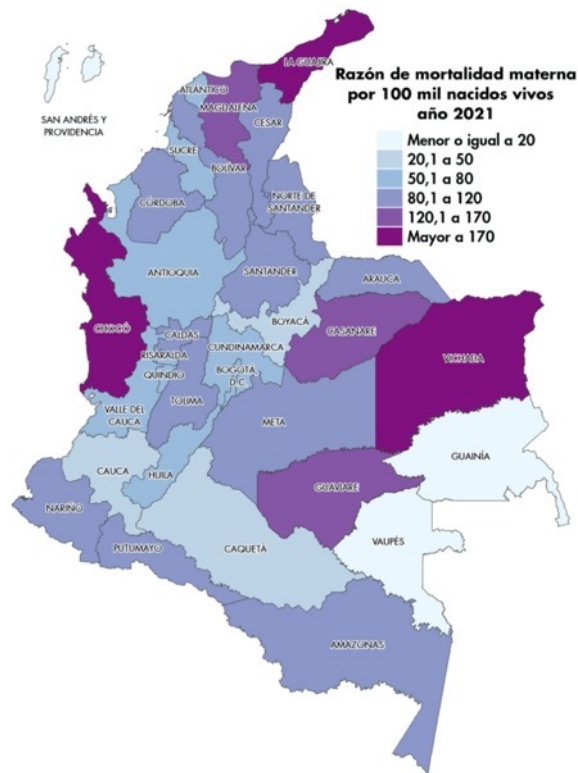 Razón de mortalidad materna
por 100 mil nacidos vivos
año 2021
Menor o igual a 20
20,1 a 50
50,1 a 80
80,1 a 120
120,1 a 170
Mayor a 170
SAN ANDRÉS Y
PROVIDENCIA
LA GUAJIRA
ATLÁNTICO
MAGDALENA
CESAR
SUCRE
BOLÍVAR
CÓRDOBA
NORTE DE
SANTANDER
ANTIOQUIA
SANTANDER
ARAUCA
CHOCÓ
BOYACÁ
CASANARE
VICHADA
CALDAS
CUNDINAMARCA
RISARALDA
BOGOTÁ
D.C.
QUINDIO
TOLIMA
VALLE DEL
CAUCA
META
GUAINÍA
CAUCA
HUILA
GUAVIARE
NARIÑO
VAUPÉS
PUTUMAYO
CAQUETÁ
AMAZONAS